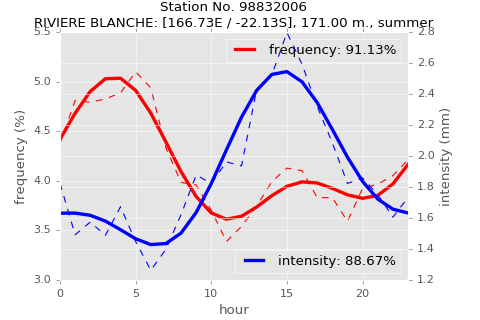 Station No. 98832006
RIVIERE BLANCHE: [166.73E / -22.13S], 171.00 m., summer
5.5
5.0
4.5
4.0
3.5
3.0
frequency (%)
frequency: 91.13%
intensity: 88.67%
2.8
2.6
2.4
2.2
2.0
1.8
1.6
1.4
1.2
intensity (mm)
0 5 10 15 20
hour